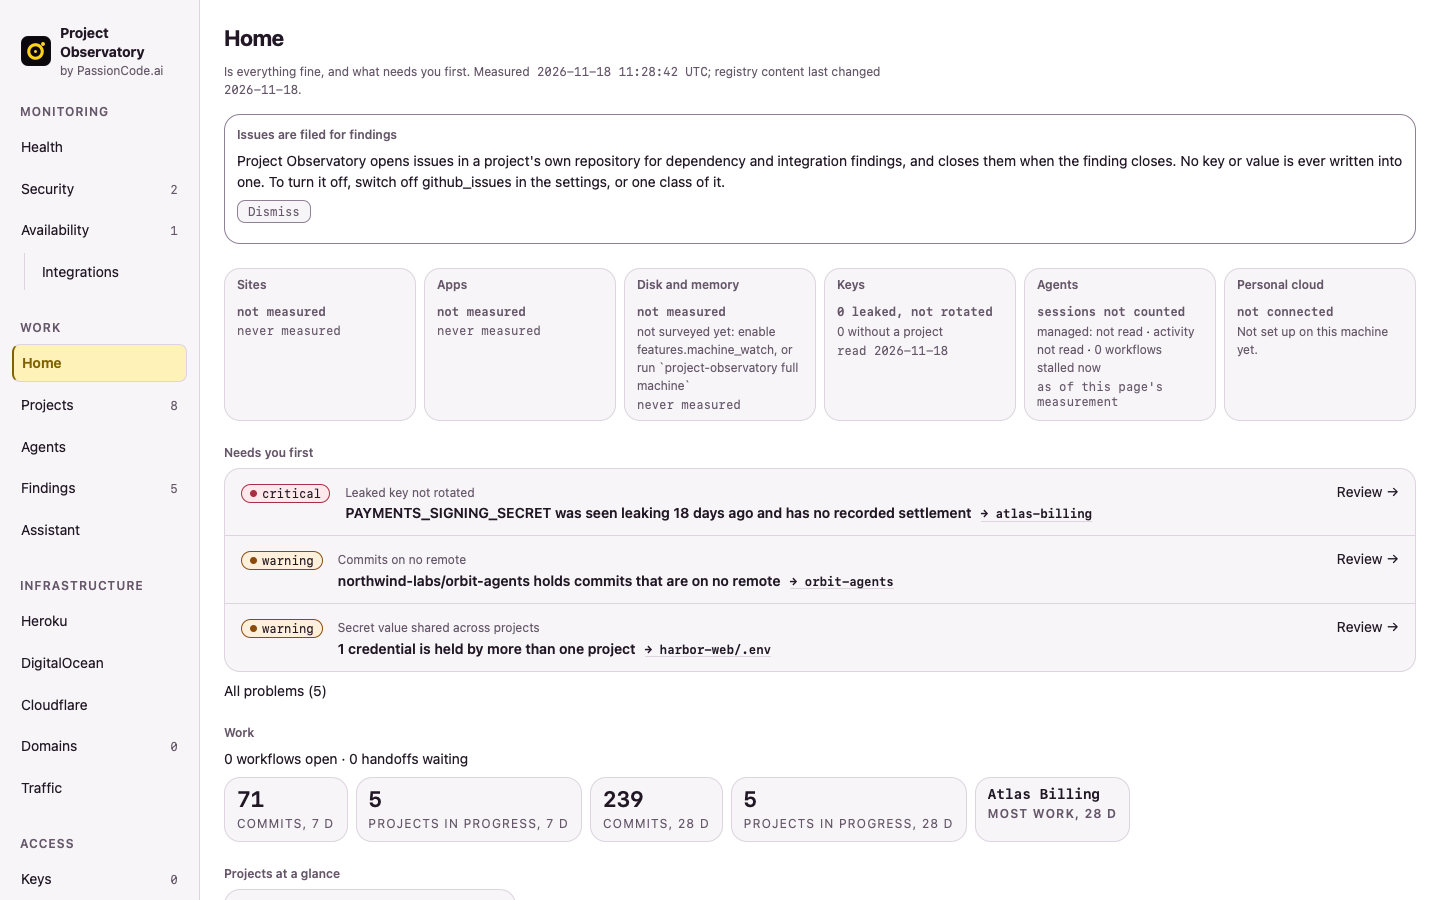 Project
Observatory
by PassionCode.ai
MONITORING
Health
Security 2
Availability 1
Integrations
WORK
Home
Projects 8
Agents
Findings 5
Assistant
INFRASTRUCTURE
Heroku
DigitalOcean
Cloudflare
Domains 0
Traffic
ACCESS
Keys 0
Home
Is everything fine, and what needs you first. Measured 2026-11-18 11:28:42 UTC; registry content last changed
2026-11-18.
Issues are filed for findings
Project Observatory opens issues in a project's own repository for dependency and integration findings, and closes them when the finding closes. No key or value is ever written into
one. To turn it off, switch off github_issues in the settings, or one class of it.
Dismiss
Sites
not measured
never measured
Apps
not measured
never measured
Disk and memory
not measured
not surveyed yet: enable
features.machine_watch, or
run `project-observatory full
machine`
never measured
Keys
0 leaked, not rotated
0 without a project
read 2026-11-18
Agents
sessions not counted
managed: not read · activity
not read · 0 workflows
stalled now
as of this page's
measurement
Personal cloud
not connected
Not set up on this machine
yet.
Needs you first
critical Leaked key not rotated Review →
PAYMENTS_SIGNING_SECRET was seen leaking 18 days ago and has no recorded settlement → atlas-billing
warning Commits on no remote Review →
northwind-labs/orbit-agents holds commits that are on no remote → orbit-agents
warning Secret value shared across projects Review →
1 credential is held by more than one project → harbor-web/.env
All problems (5)
Work
0 workflows open · 0 handoffs waiting
71
COMMITS, 7 D
5
PROJECTS IN PROGRESS, 7 D
239
COMMITS, 28 D
5
PROJECTS IN PROGRESS, 28 D
Atlas Billing
MOST WORK, 28 D
Projects at a glance